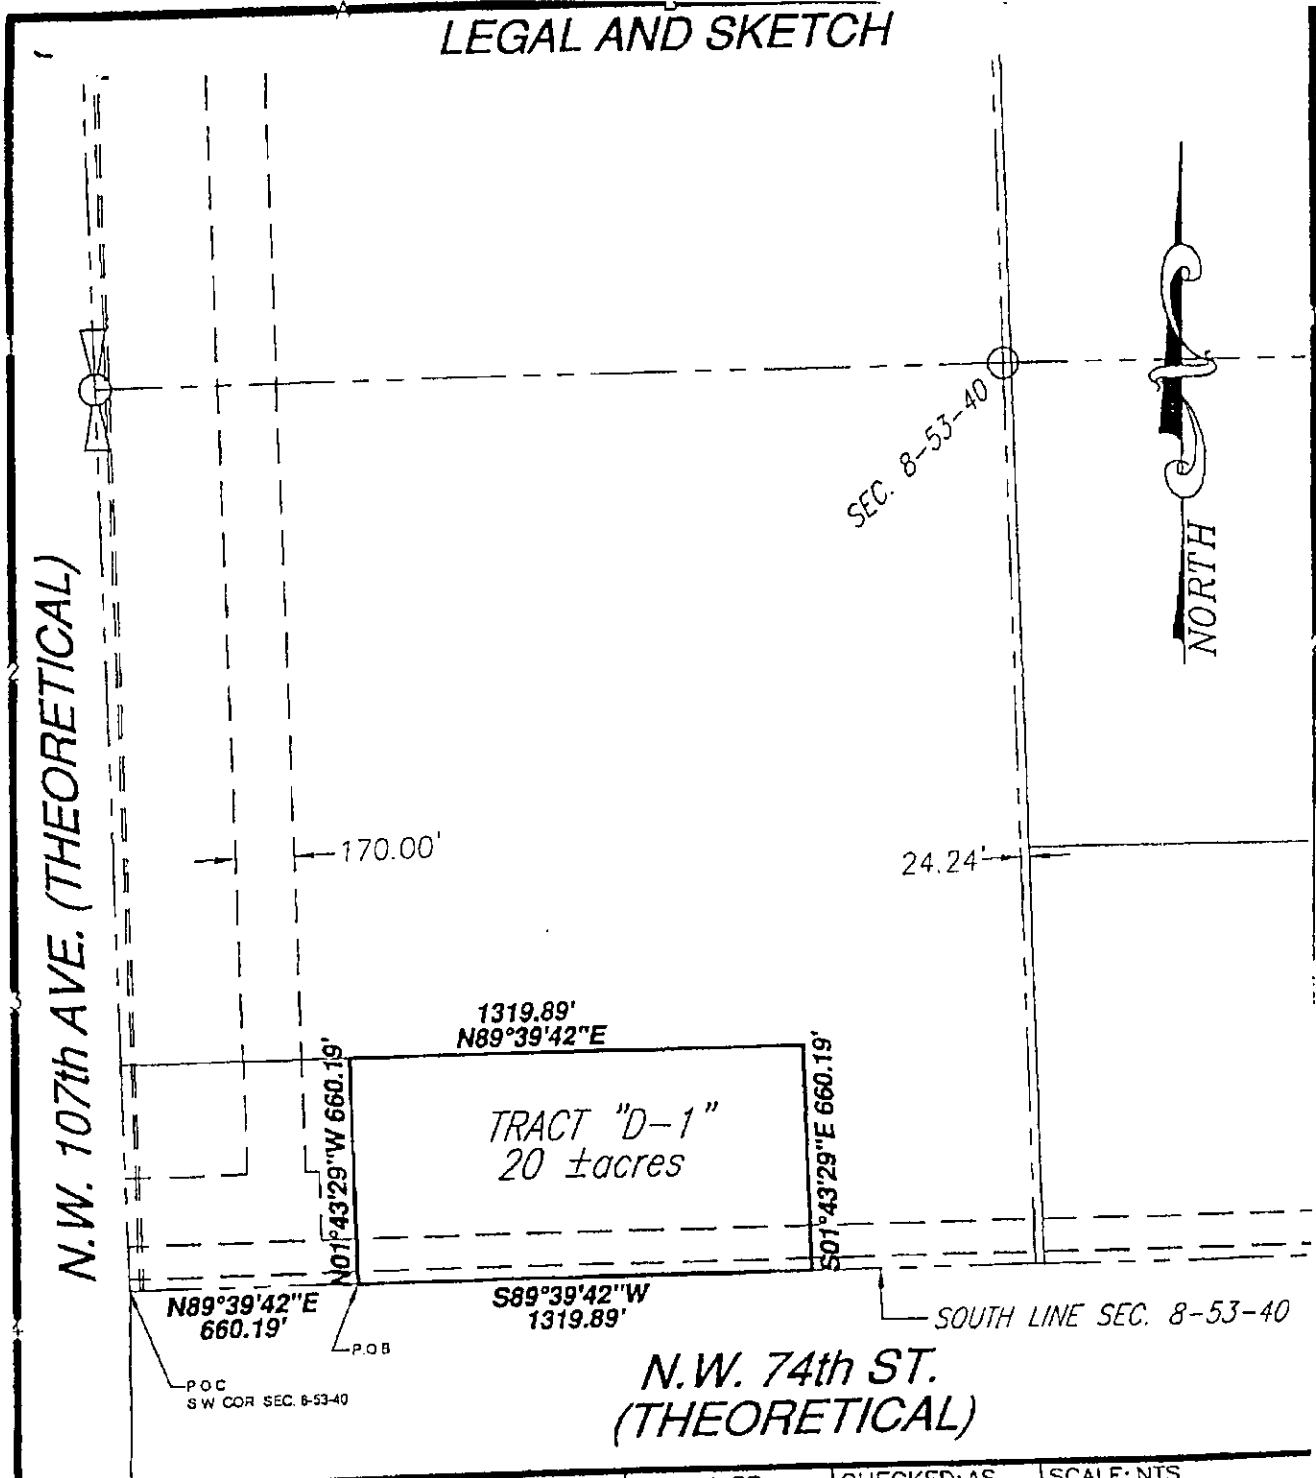 LEGAL AND SKETCH
SEC. 8-53-40
NORTH
N.W. 107th AVE. (THEORETICAL)
170.00'
24.24'
1319.89'
N89°39'42"E
N01°43'29"W 660.19'
TRACT "D-1"
20 ±acres
S01°43'29"E 660.19'
N89°39'42"E
660.19'
S89°39'42"W
1319.89'
SOUTH LINE SEC. 8-53-40
P.O.B
P O C
S W COR SEC. 8-53-40
N.W. 74th ST.
(THEORETICAL)
CHECKED: AS
SCALE: NTS